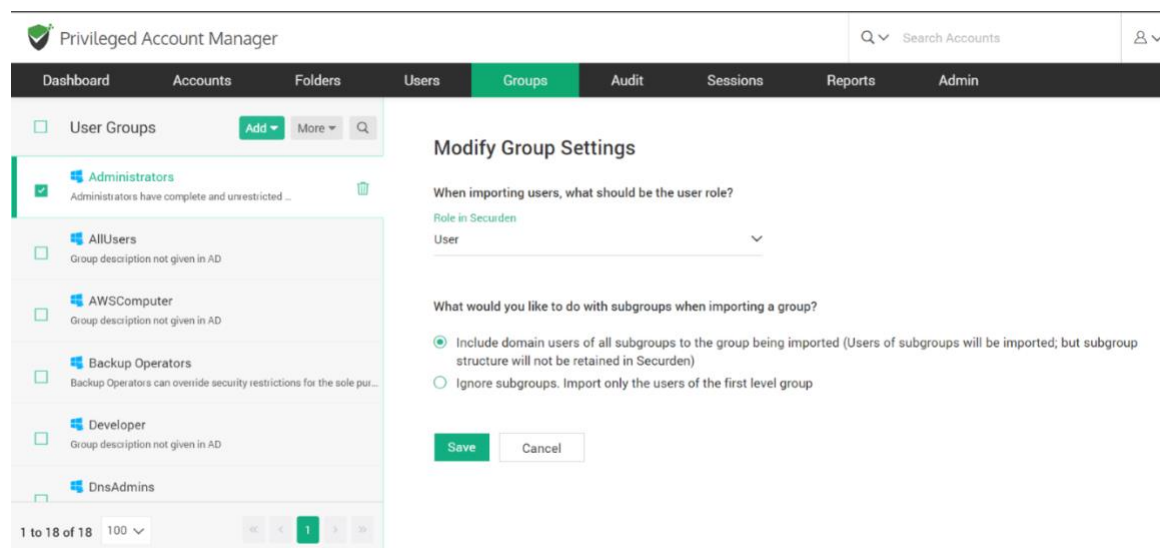 Privileged Account Manager
Search Accounts
Dashboard Accounts Folders Users Groups Audit Sessions Reports Admin
User Groups Add More
Administrators
Administrators have complete and unrestricted ...
AllUsers
Group description not given in AD
AWSComputer
Group description not given in AD
Backup Operators
Backup Operators can override security restrictions for the sole pur...
Developer
Group description not given in AD
DnsAdmins
1 to 18 of 18 100 « < 1 > »
Modify Group Settings
When importing users, what should be the user role?
Role in Securden
User
What would you like to do with subgroups when importing a group?
Include domain users of all subgroups to the group being imported (Users of subgroups will be imported; but subgroup
structure will not be retained in Securden)
Ignore subgroups. Import only the users of the first level group
Save Cancel